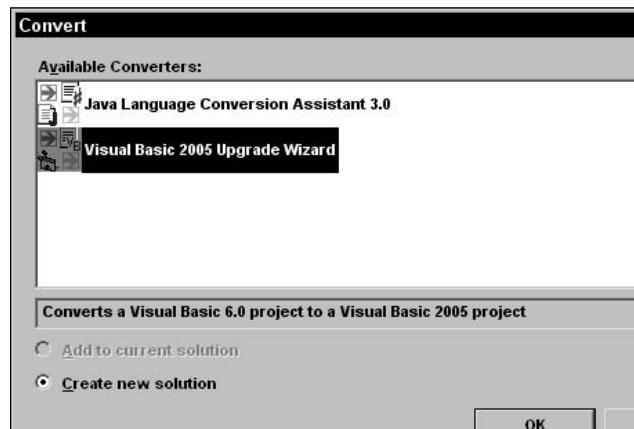 Convert
Available Converters:
Java Language Conversion Assistant 3.0
Visual Basic 2005 Upgrade Wizard
Converts a Visual Basic 6.0 project to a Visual Basic 2005 project
Add to current solution
Create new solution
OK